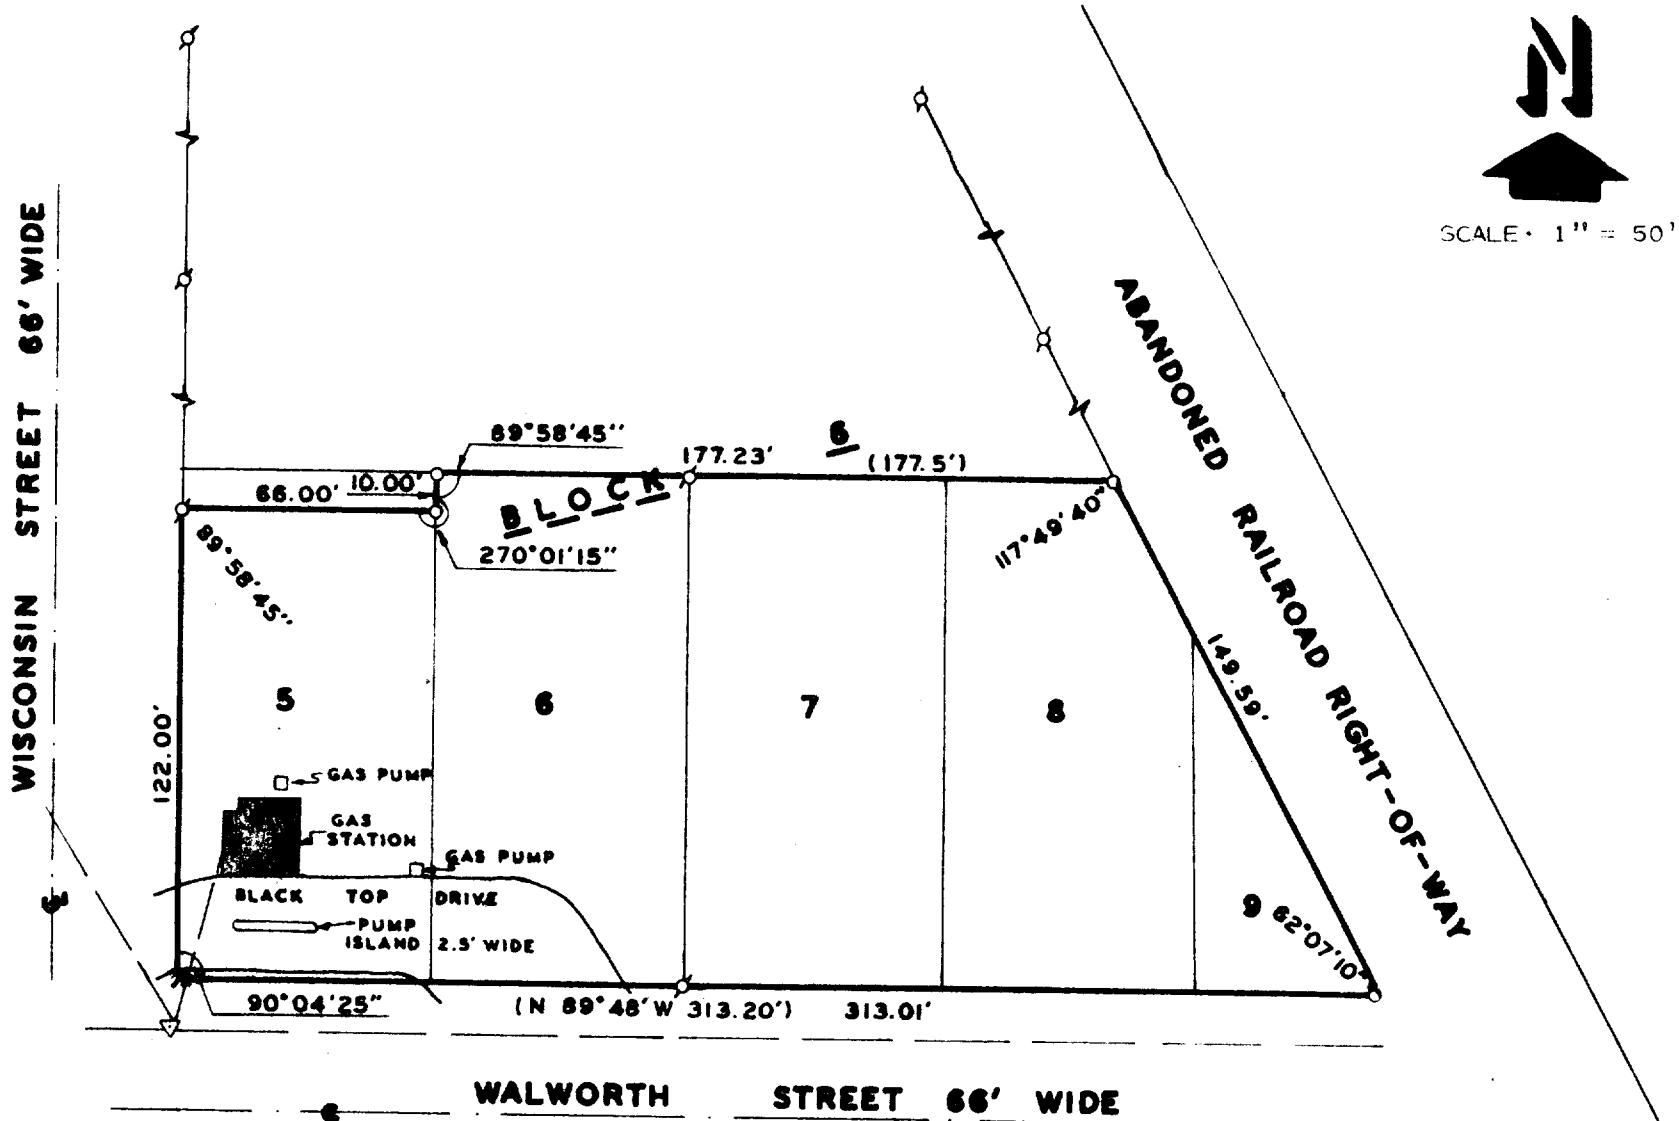 N
SCALE· 1" = 50'
WISCONSIN STREET 66' WIDE
ABANDONED RAILROAD RIGHT-OF-WAY
89°58'45"
6
177.23'
(177.5')
10.00'
66.00'
BLOCK
270°01'15"
117°49'40"
89°58'45"
149.59'
5
6
7
8
122.00'
GAS PUMP
GAS
STATION
GAS PUMP
BLACK TOP DRIVE
9
62°07'10"
PUMP
ISLAND 2.5' WIDE
90°04'25"
(N 89°48' W 313.20')
313.01'
WALWORTH STREET 66' WIDE